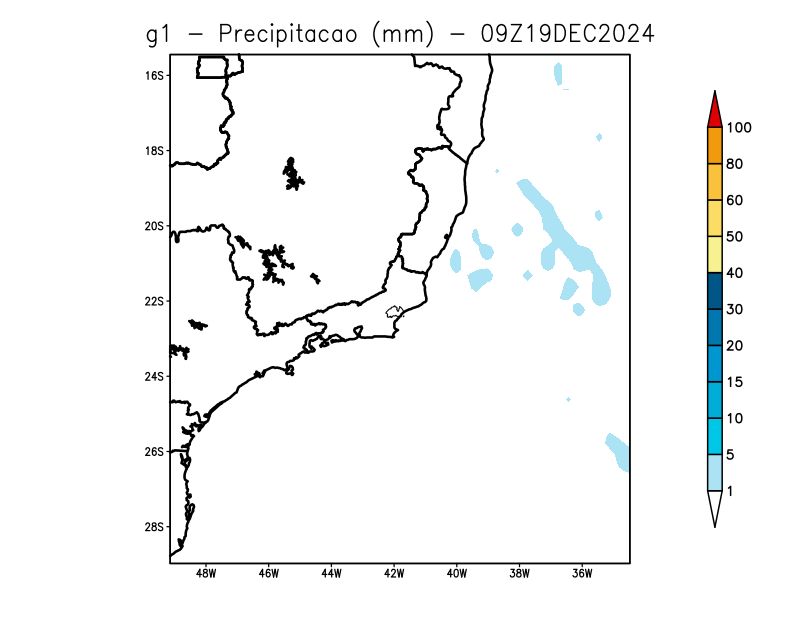 g1 – Precipitacao (mm) – 09Z19DEC2024
16S
18S
20S
22S
24S
26S
28S
48W 46W 44W 42W 40W 38W 36W
100
80
60
50
40
30
20
15
10
5
1